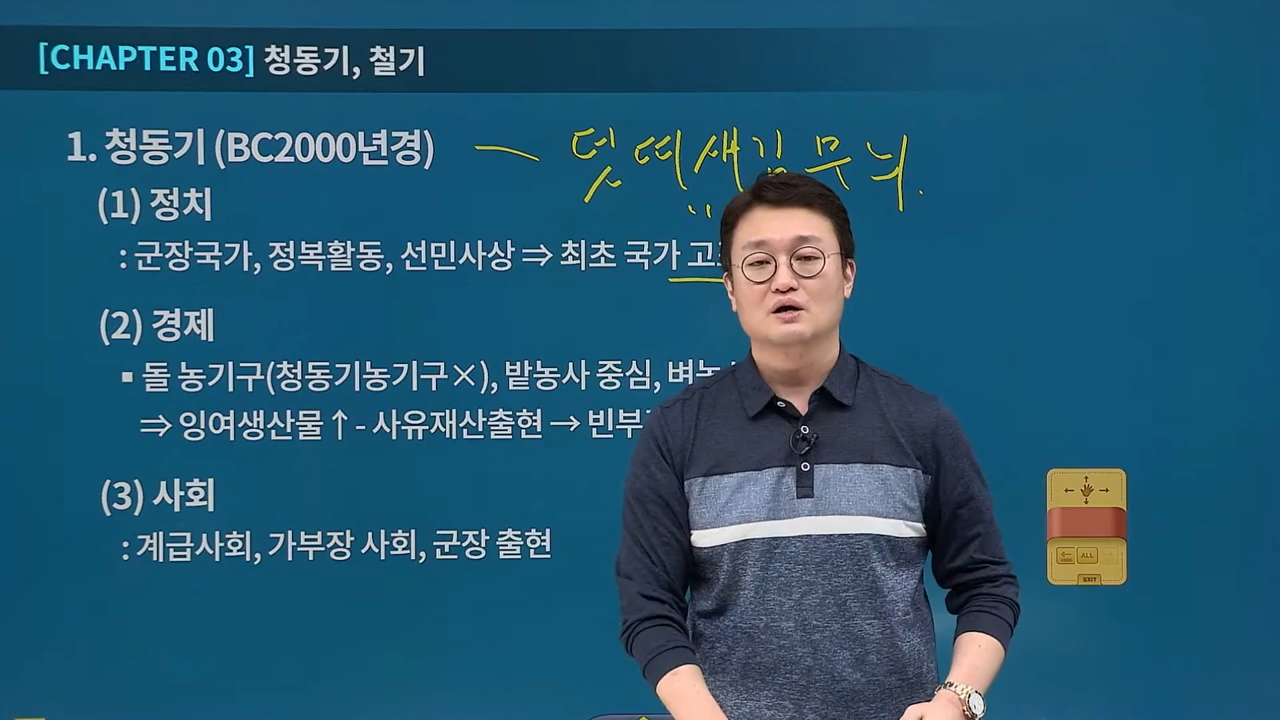 [CHAPTER 03] 청동기, 철기
1. 청동기 (BC2000년경) - 덧띠새김무늬.
(1) 정치
: 군장국가, 정복활동, 선민사상 ⇒ 최초 국가
(2) 경제
▪ 돌 농기구(청동기농기구×), 밭농사 중심,
⇒ 잉여생산물↑ - 사유재산출현 → 빈부
(3) 사회
: 계급사회, 가부장 사회, 군장 출현
ALL
EXIT